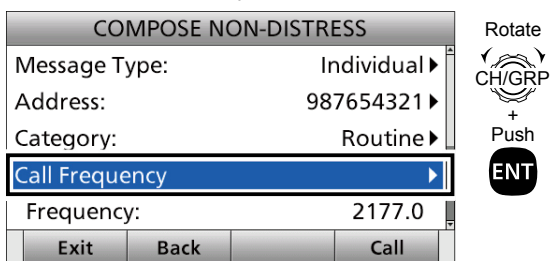 COMPOSE NON-DISTRESS
Message Type: Individual
Address: 987654321
Category: Routine
Call Frequency
Frequency: 2177.0
Exit Back Call
Rotate
CH/GRP
+
Push
ENT